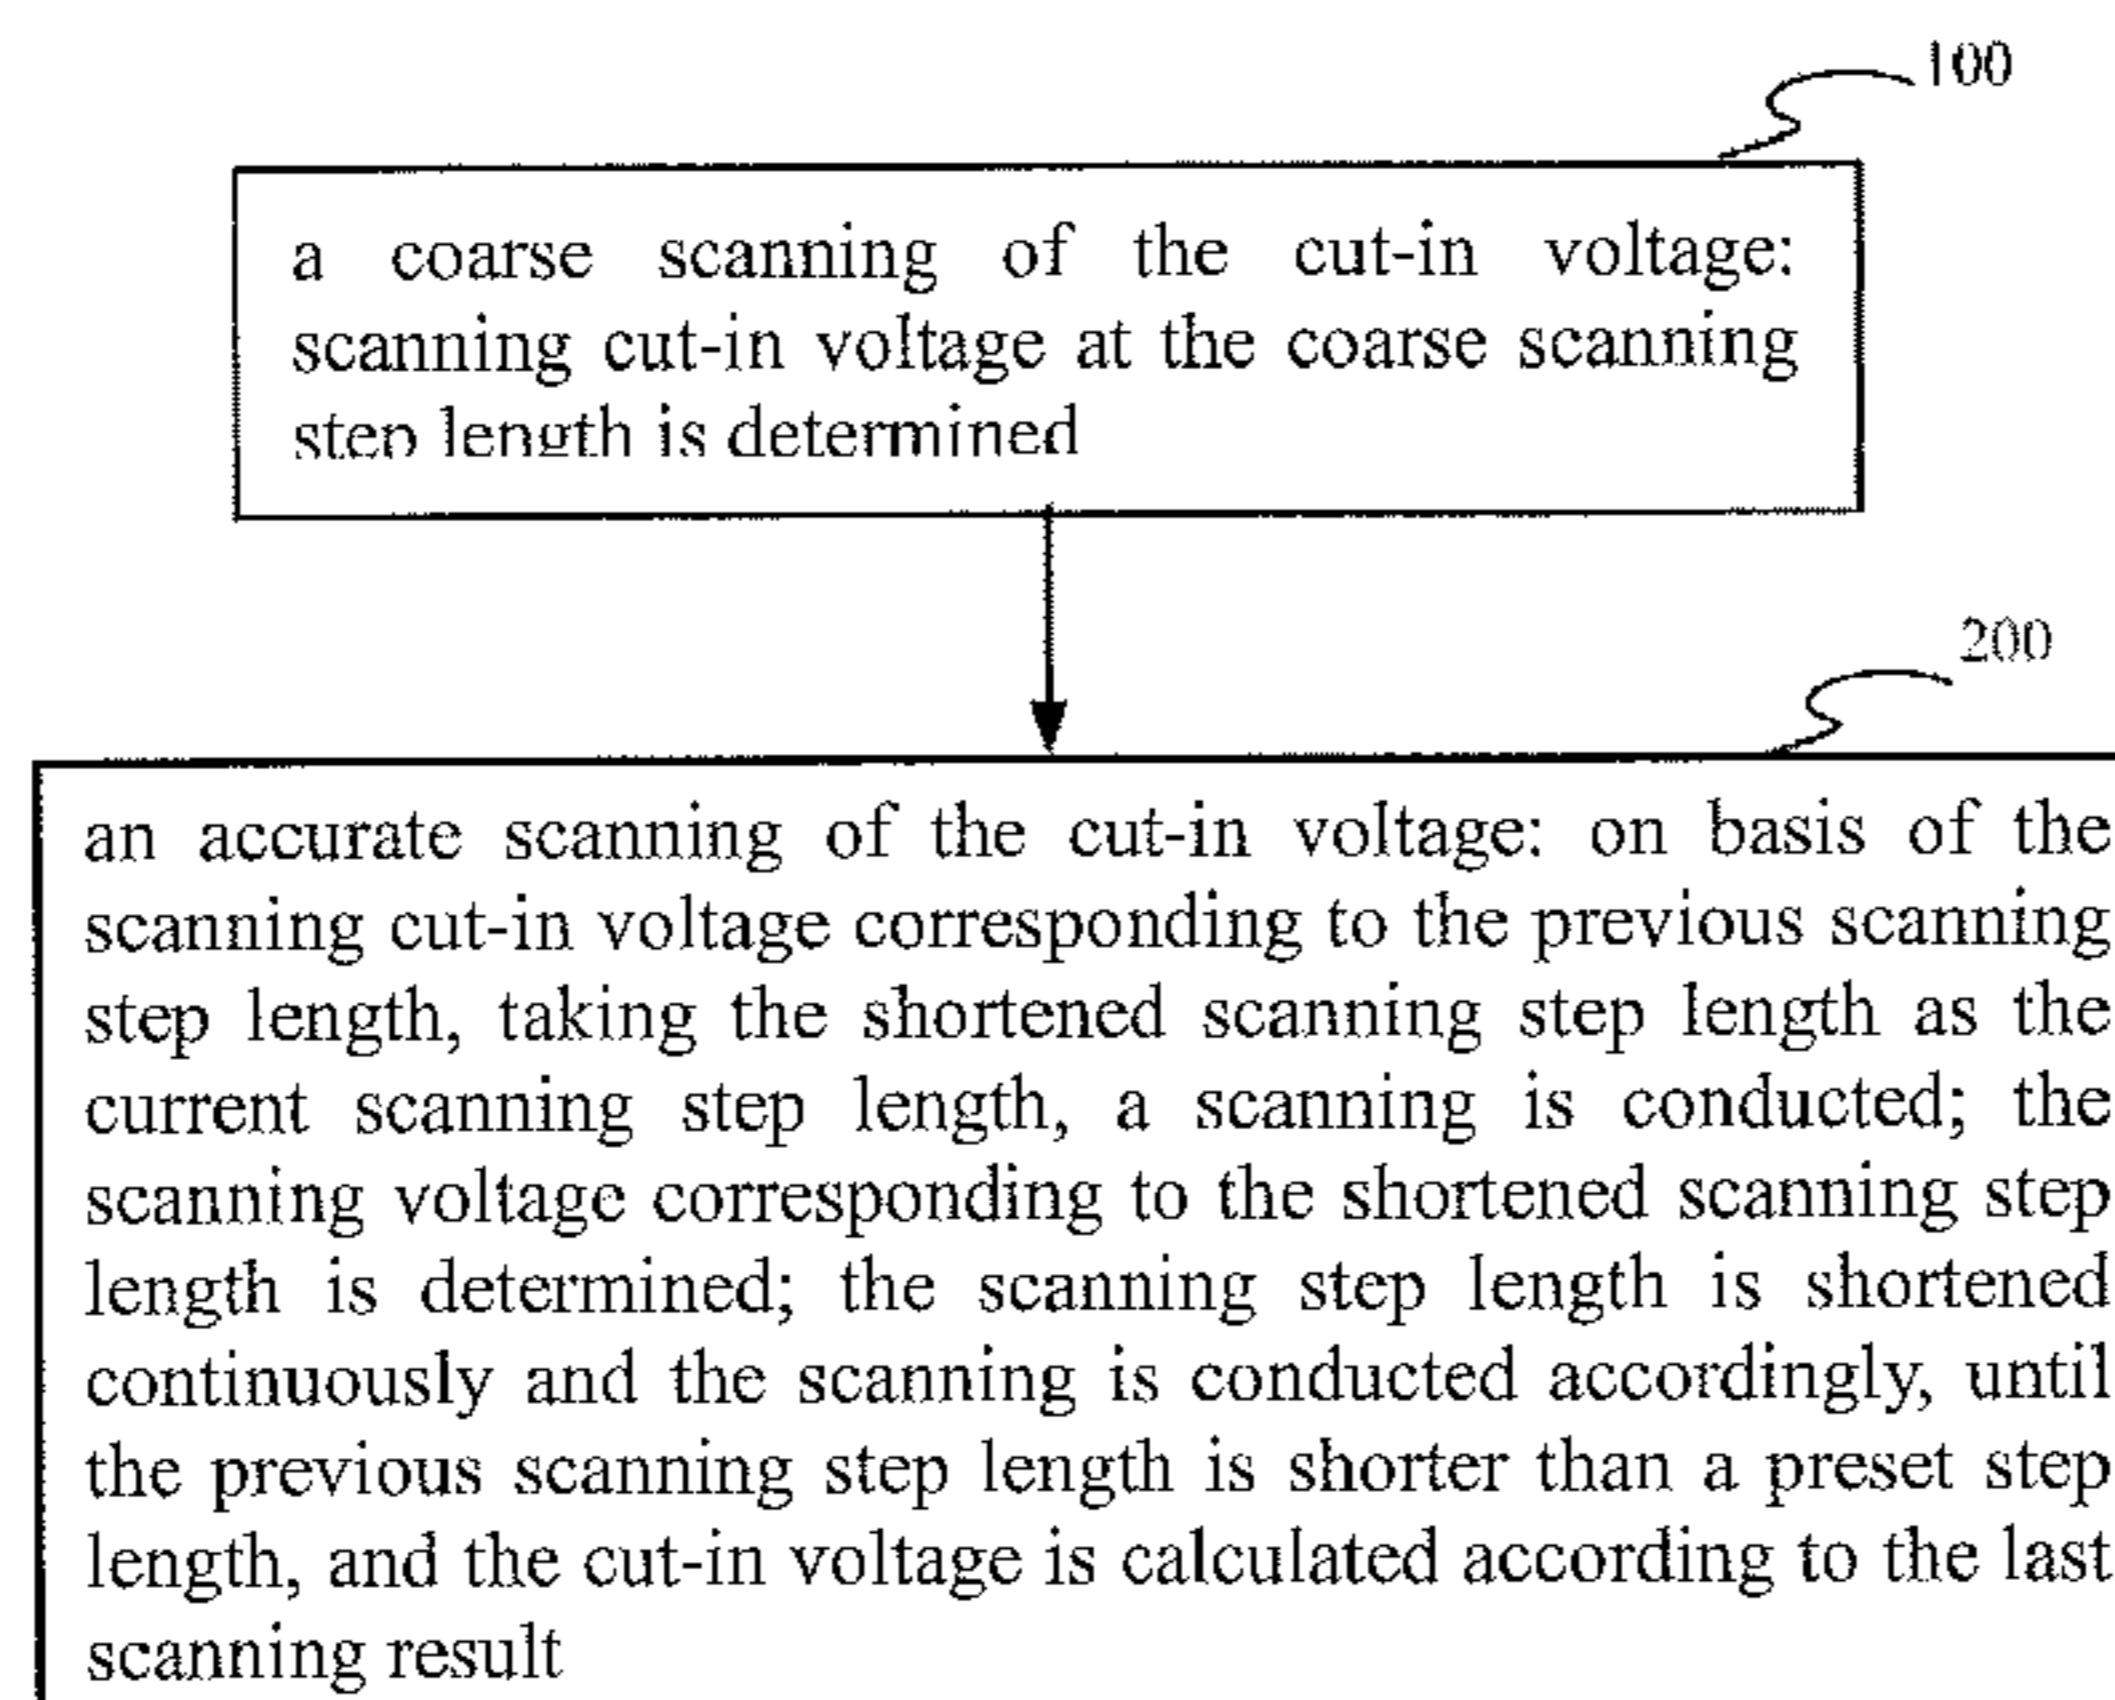 100
a coarse scanning of the cut-in voltage:
scanning cut-in voltage at the coarse scanning
step length is determined
200
an accurate scanning of the cut-in voltage: on basis of the
scanning cut-in voltage corresponding to the previous scanning
step length, taking the shortened scanning step length as the
current scanning step length, a scanning is conducted; the
scanning voltage corresponding to the shortened scanning step
length is determined; the scanning step length is shortened
continuously and the scanning is conducted accordingly, until
the previous scanning step length is shorter than a preset step
length, and the cut-in voltage is calculated according to the last
scanning result